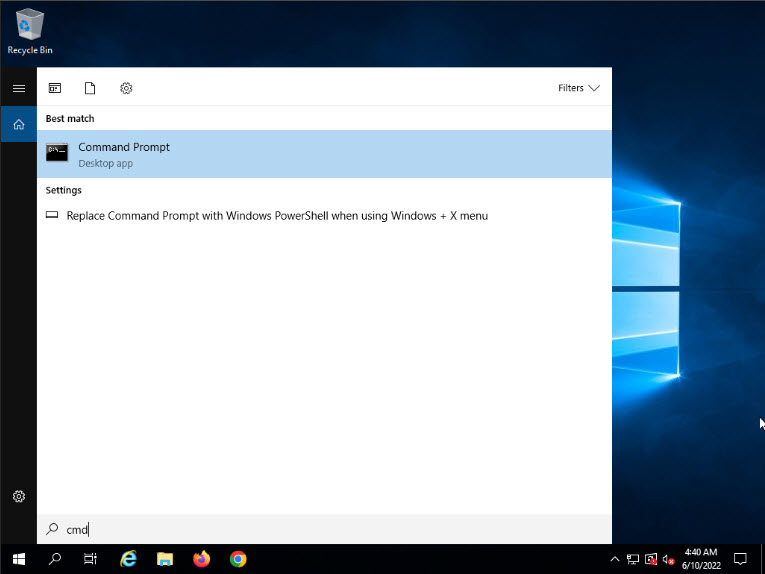 Recycle Bin
Filters
Best match
Command Prompt
Desktop app
Settings
Replace Command Prompt with Windows PowerShell when using Windows + X menu
cmd
4:40 AM
6/10/2022